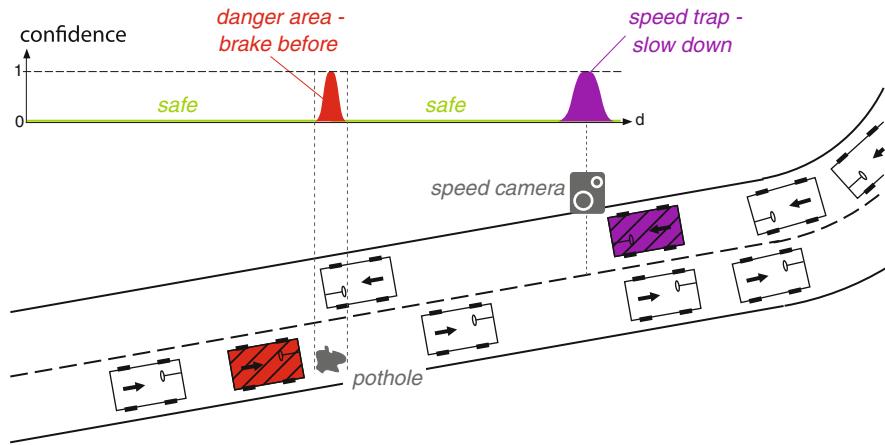 danger area -
brake before
speed trap -
slow down
confidence
1
safe
safe
0
d
speed camera
pothole